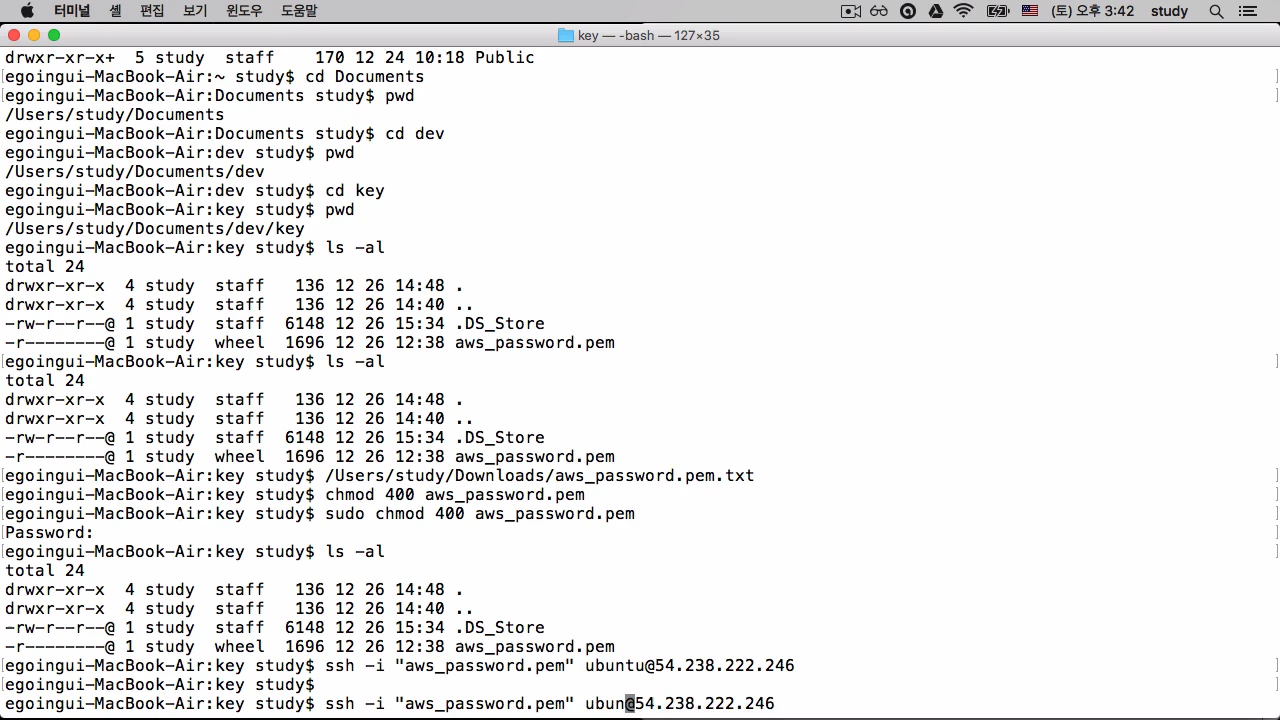 터미널 셸 편집 보기 윈도우 도움말 (토) 오후 3:42 study
key — -bash — 127×35
drwxr-xr-x+  5 study  staff    170 12 24 10:18 Public
egoingui-MacBook-Air:~ study$ cd Documents
egoingui-MacBook-Air:Documents study$ pwd
/Users/study/Documents
egoingui-MacBook-Air:Documents study$ cd dev
egoingui-MacBook-Air:dev study$ pwd
/Users/study/Documents/dev
egoingui-MacBook-Air:dev study$ cd key
egoingui-MacBook-Air:key study$ pwd
/Users/study/Documents/dev/key
egoingui-MacBook-Air:key study$ ls -al
total 24
drwxr-xr-x  4 study  staff   136 12 26 14:48 .
drwxr-xr-x  4 study  staff   136 12 26 14:40 ..
-rw-r--r--@ 1 study  staff  6148 12 26 15:34 .DS_Store
-r--------@ 1 study  wheel  1696 12 26 12:38 aws_password.pem
egoingui-MacBook-Air:key study$ ls -al
total 24
drwxr-xr-x  4 study  staff   136 12 26 14:48 .
drwxr-xr-x  4 study  staff   136 12 26 14:40 ..
-rw-r--r--@ 1 study  staff  6148 12 26 15:34 .DS_Store
-r--------@ 1 study  wheel  1696 12 26 12:38 aws_password.pem
egoingui-MacBook-Air:key study$ /Users/study/Downloads/aws_password.pem.txt
egoingui-MacBook-Air:key study$ chmod 400 aws_password.pem
egoingui-MacBook-Air:key study$ sudo chmod 400 aws_password.pem
Password:
egoingui-MacBook-Air:key study$ ls -al
total 24
drwxr-xr-x  4 study  staff   136 12 26 14:48 .
drwxr-xr-x  4 study  staff   136 12 26 14:40 ..
-rw-r--r--@ 1 study  staff  6148 12 26 15:34 .DS_Store
-r--------@ 1 study  wheel  1696 12 26 12:38 aws_password.pem
egoingui-MacBook-Air:key study$ ssh -i "aws_password.pem" ubuntu@54.238.222.246
egoingui-MacBook-Air:key study$
egoingui-MacBook-Air:key study$ ssh -i "aws_password.pem" ubun@54.238.222.246